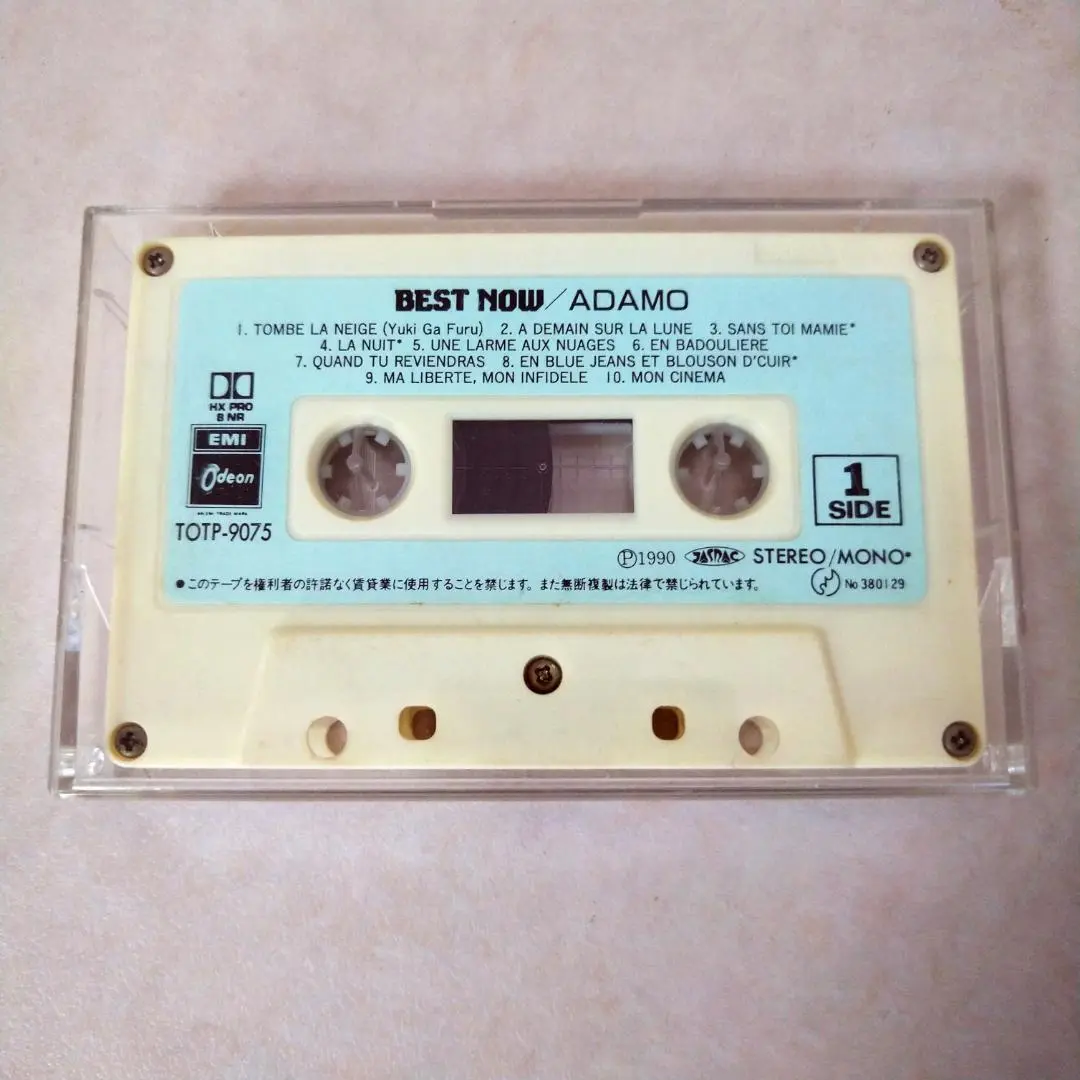 BEST NOW/ADAMO
1. TOMBE LA NEIGE (Yuki Ga Furu) 2. A DEMAIN SUR LA LUNE 3. SANS TOI MAMIE*
4. LA NUIT* 5. UNE LARME AUX NUAGES 6. EN BADOULIERE
7. QUAND TU REVIENDRAS 8. EN BLUE JEANS ET BLOUSON D'CUIR*
9. MA LIBERTE, MON INFIDELE 10. MON CINEMA
HX PRO
B NR
EMI
Odeon
AN EMI TRADE MARK
TOTP-9075
1
SIDE
Ⓟ1990 JASRAC STEREO/MONO*
●このテープを権利者の許諾なく賃貸業に使用することを禁じます。また無断複製は法律で禁じられています。 No 380129